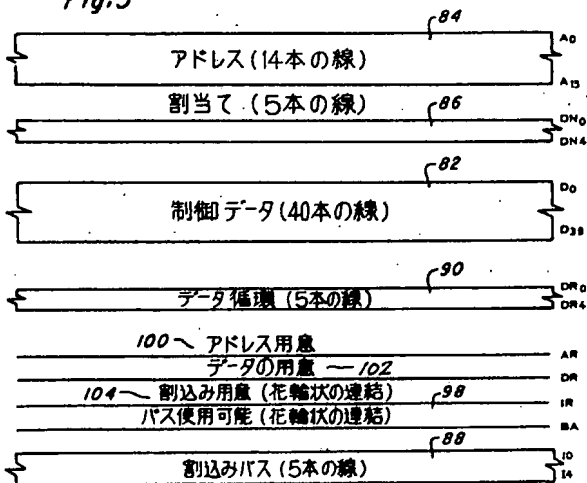 Fig.5
84
アドレス(14本の線)
A0
A13
割当て (5本の線)
86
DN0
DN4
82
制御データ(40本の線)
D0
D39
90
データ循環 (5本の線)
DR0
DR4
100 アドレス用意
AR
データの用意 102
DR
104 割込み用意 (花輪状の連結) 98
IR
バス使用可能 (花輪状の連結)
BA
88
割込みバス (5本の線)
I0
I4